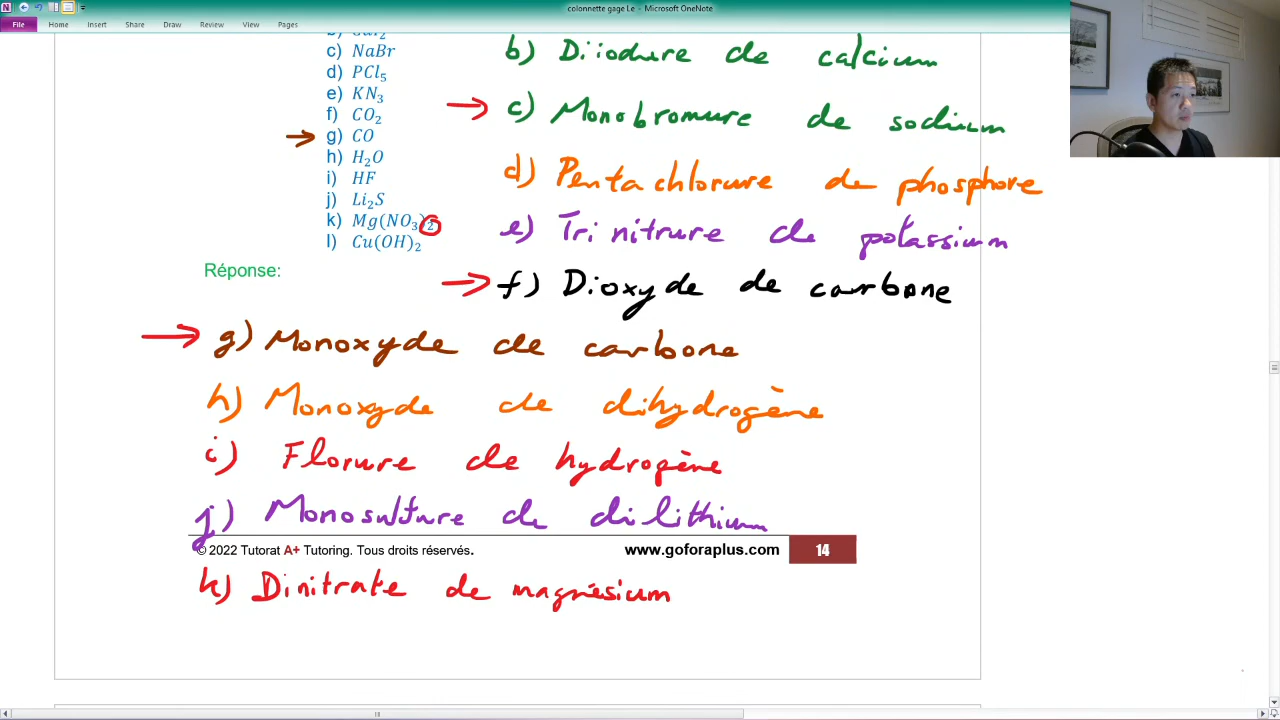 colonnette gage Le - Microsoft OneNote
File Home Insert Share Draw Review View Pages
c) NaBr
d) PCl₅
e) KN₃
f) CO₂
g) CO
h) H₂O
i) HF
j) Li₂S
k) Mg(NO₃)₂
l) Cu(OH)₂
Réponse:
b) Diiodure de calcium
c) Monobromure de sodium
d) Pentachlorure de phosphore
e) Trinitrure de potassium
f) Dioxyde de carbone
g) Monoxyde de carbone
h) Monoxyde de dihydrogène
i) Florure de hydrogène
j) Monosulfure de dilithium
© 2022 Tutorat A+ Tutoring. Tous droits réservés. www.goforaplus.com 14
k) Dinitrate de magnésium